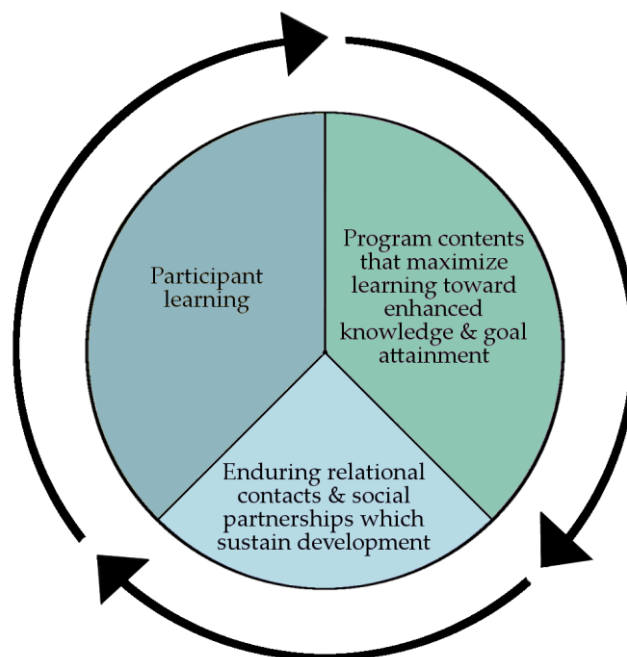 Participant
learning
Program contents
that maximize
learning toward
enhanced
knowledge & goal
attainment
Enduring relational
contacts & social
partnerships which
sustain development